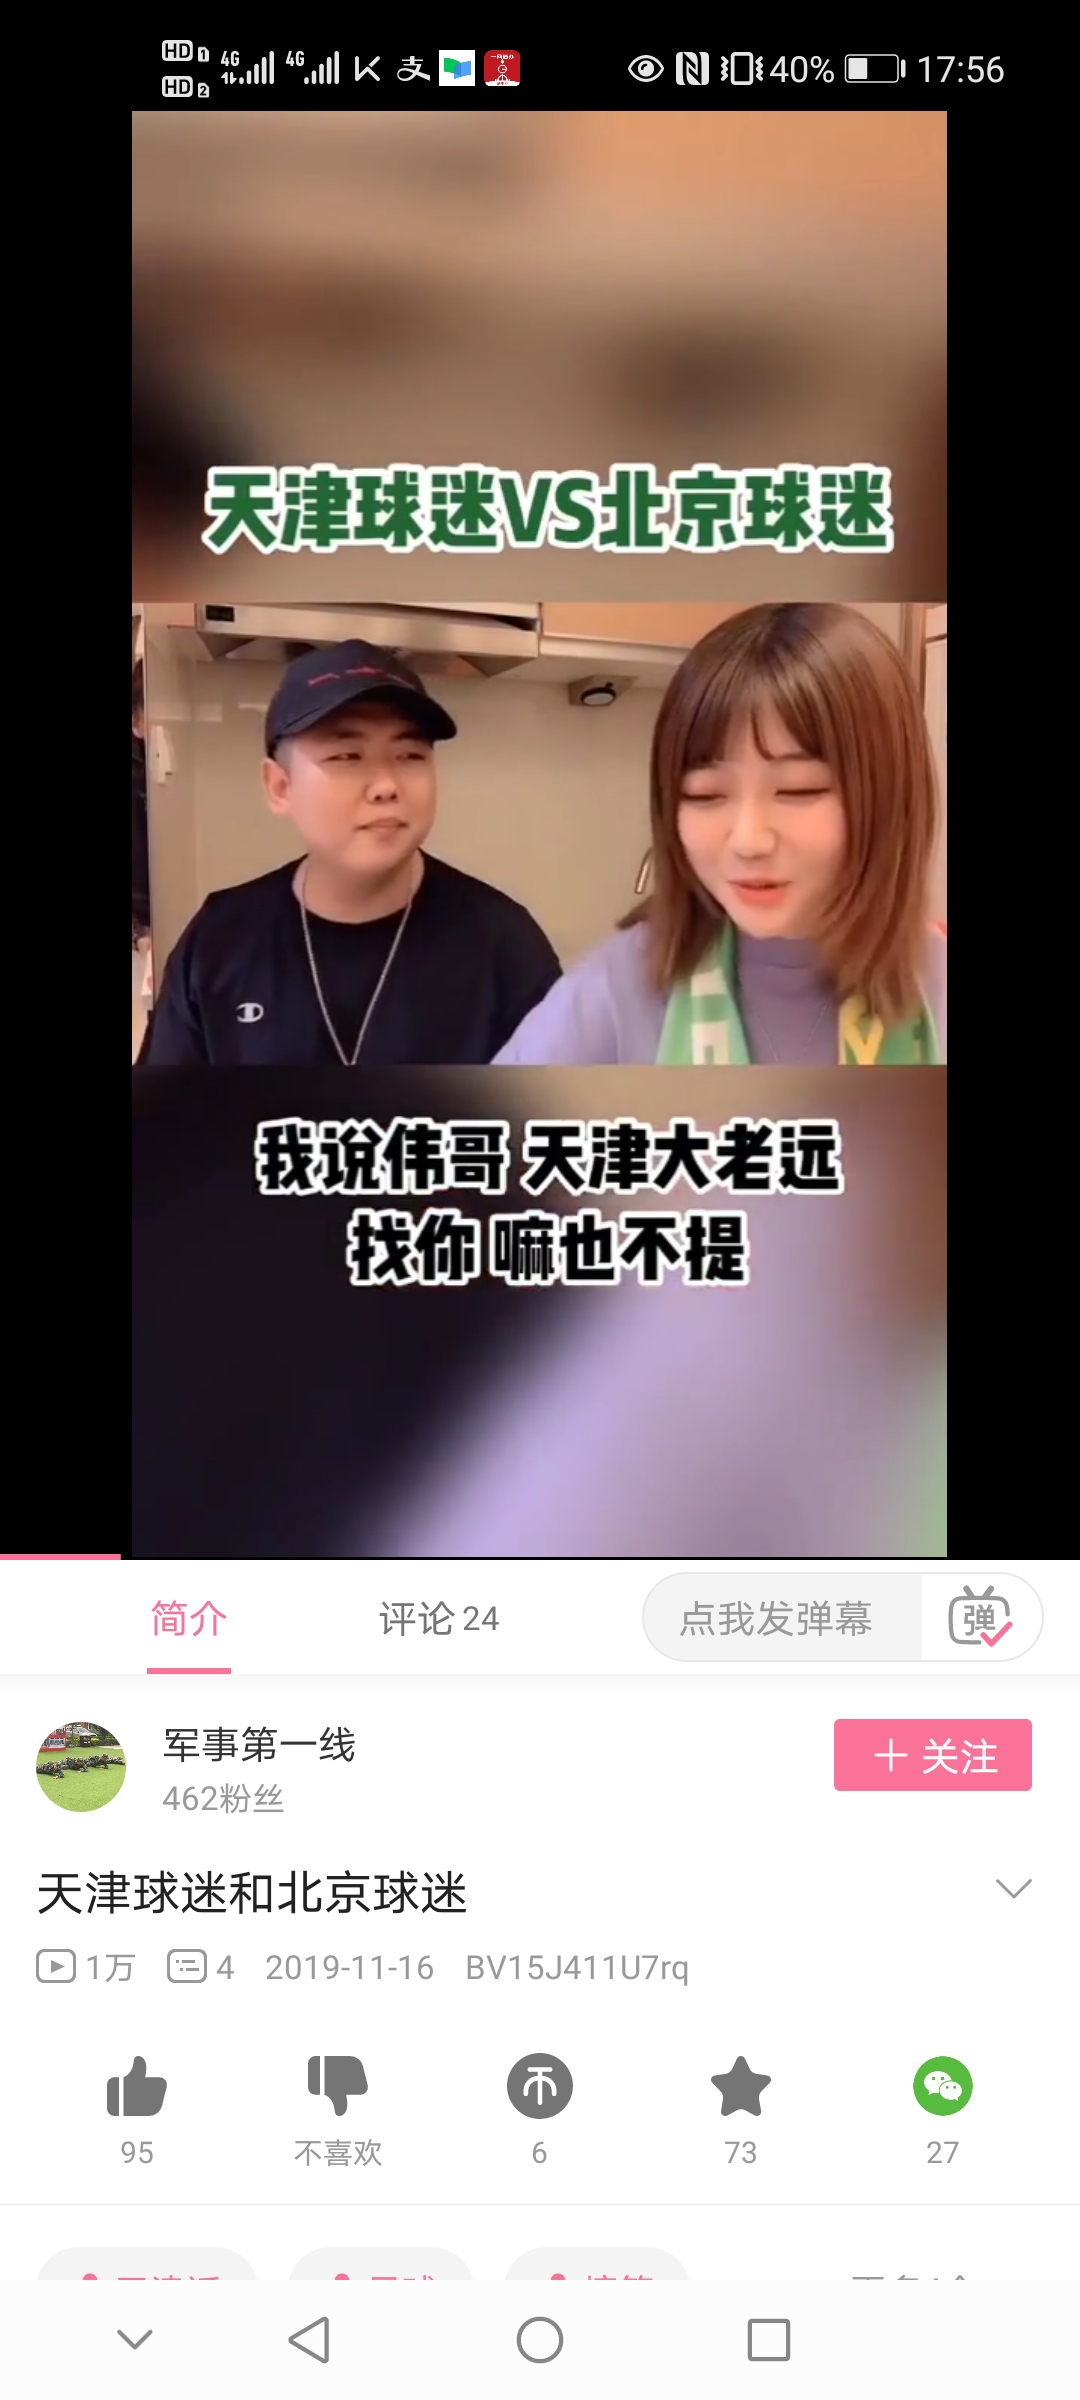 HD 1 4G 4G 支 40% 17:56
HD 2
天津球迷VS北京球迷
我说伟哥 天津大老远
找你 嘛也不提
简介 评论 24 点我发弹幕 弹
军事第一线
462粉丝
+ 关注
天津球迷和北京球迷
1万 4 2019-11-16 BV15J411U7rq
95 不喜欢 6 73 27